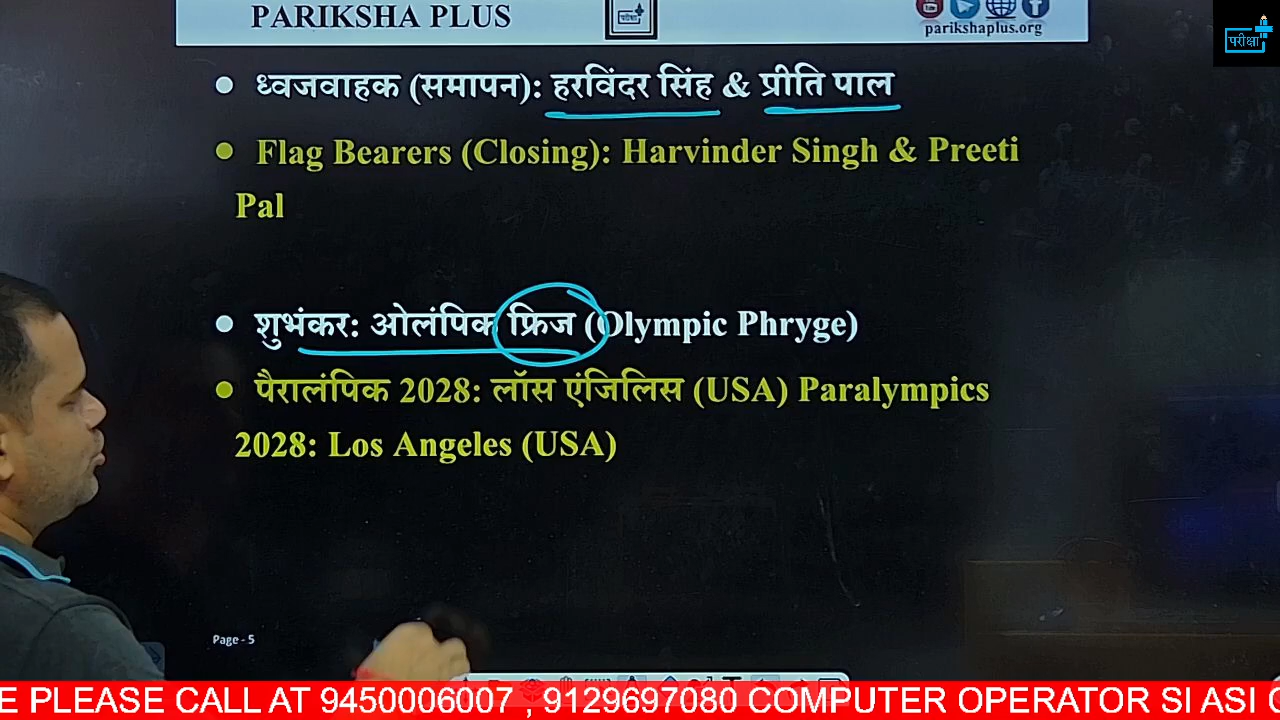 PARIKSHA PLUS
परीक्षा
parikshaplus.org
परीक्षा
• ध्वजवाहक (समापन): हरविंदर सिंह & प्रीति पाल
• Flag Bearers (Closing): Harvinder Singh & Preeti
Pal
• शुभंकर: ओलंपिक फ्रिज (Olympic Phryge)
• पैरालंपिक 2028: लॉस एंजिलिस (USA) Paralympics
2028: Los Angeles (USA)
Page - 5
E PLEASE CALL AT 9450006007 , 9129697080 COMPUTER OPERATOR SI ASI